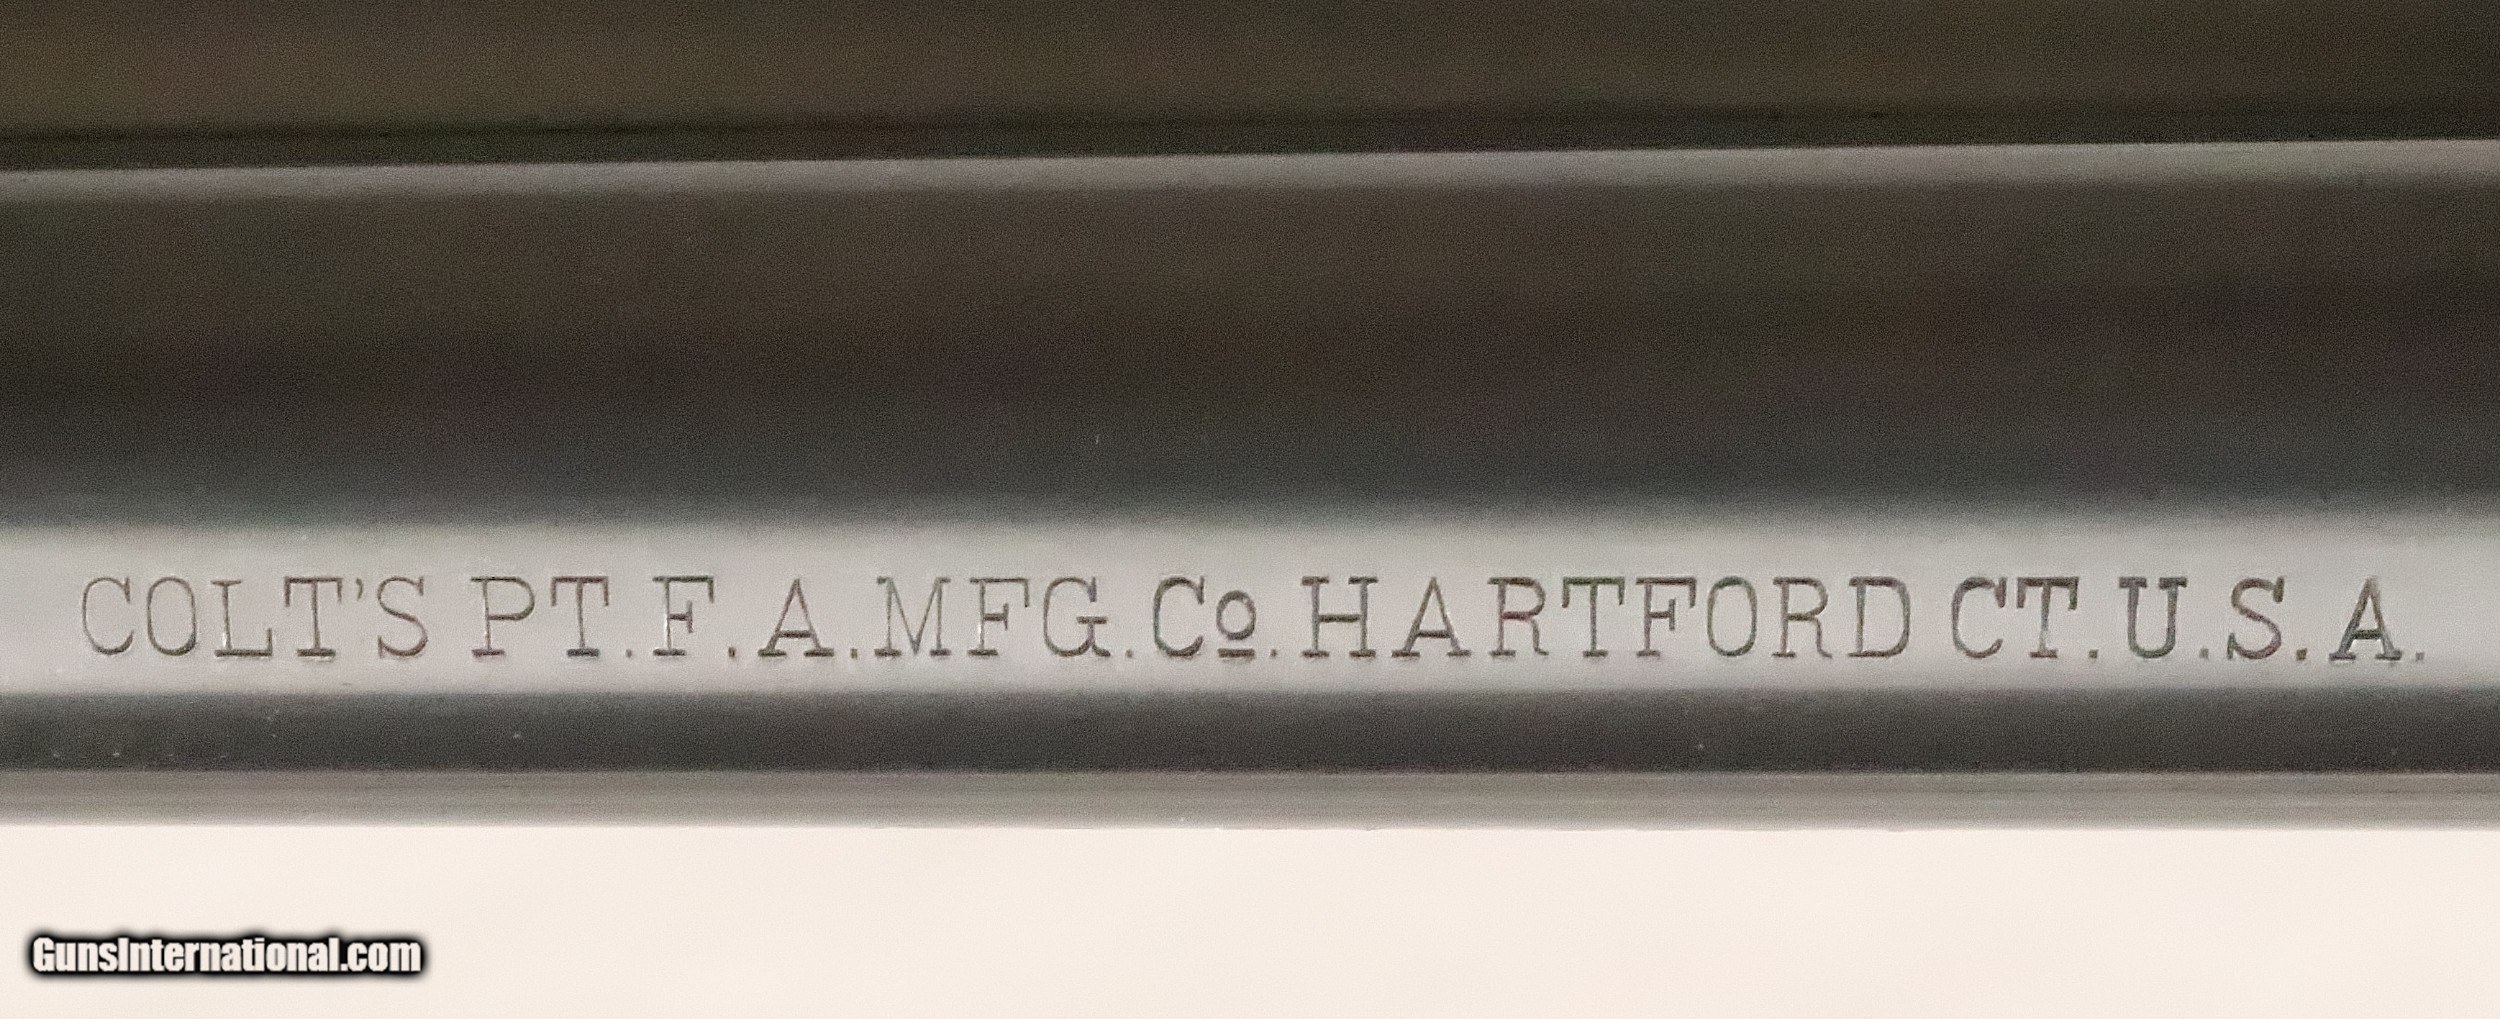 COLT'S PT.F.A.MFG.Cº.HARTFORD CT.U.S.A.
GunsInternational.com